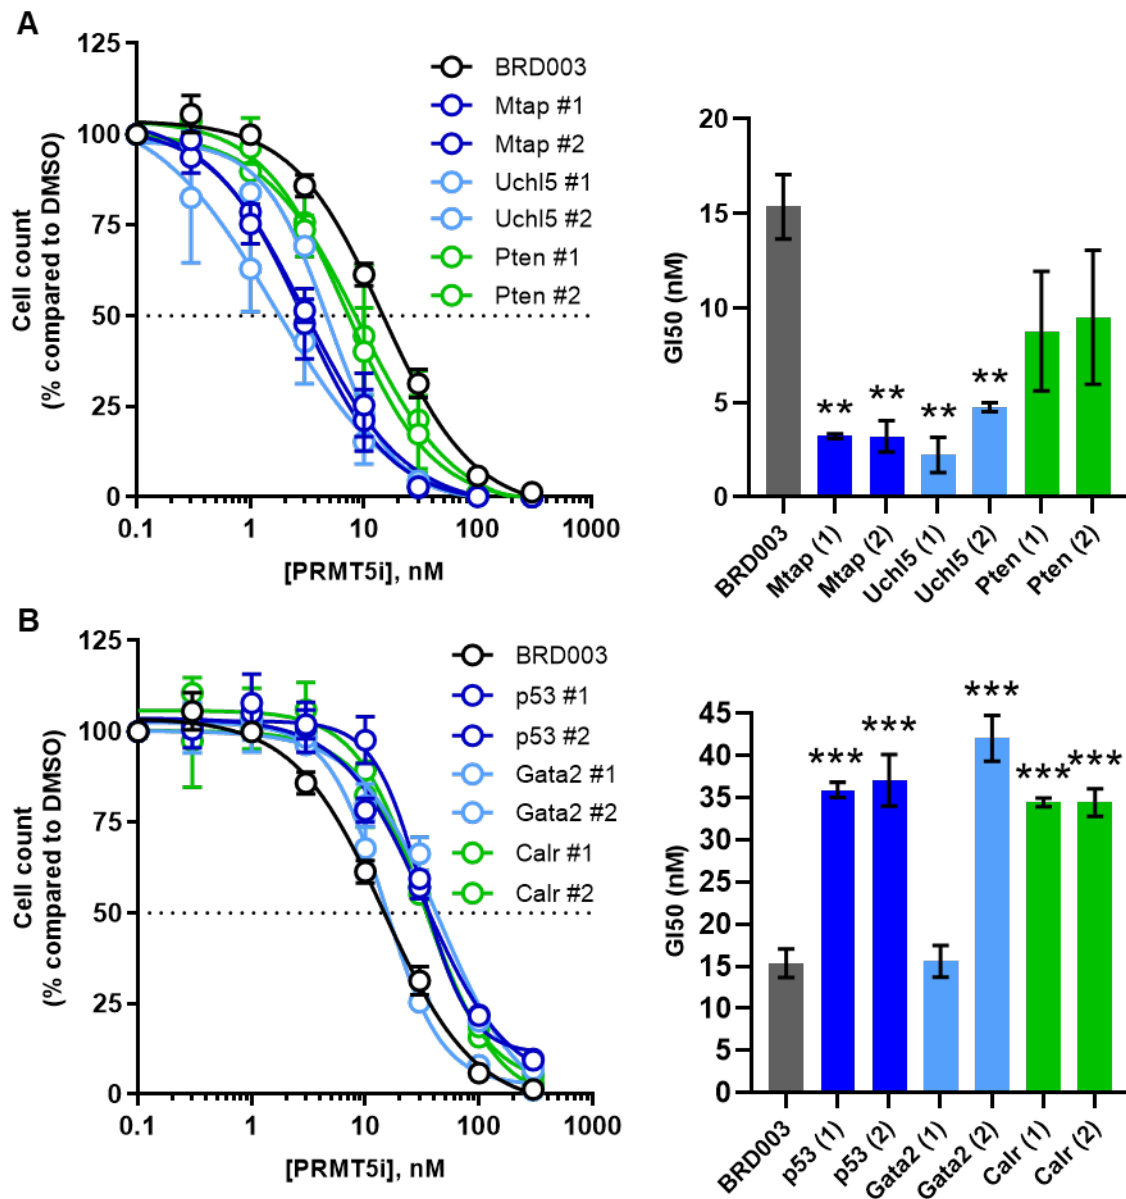 A
125
100
75
50
25
0
Cell count
(% compared to DMSO)
0.1 1 10 100 1000
[PRMT5i], nM
BRD003
Mtap #1
Mtap #2
Uchl5 #1
Uchl5 #2
Pten #1
Pten #2
20
15
10
5
0
GI50 (nM)
** ** ** **
BRD003
Mtap (1)
Mtap (2)
Uchl5 (1)
Uchl5 (2)
Pten (1)
Pten (2)
B
125
100
75
50
25
0
Cell count
(% compared to DMSO)
0.1 1 10 100 1000
[PRMT5i], nM
BRD003
p53 #1
p53 #2
Gata2 #1
Gata2 #2
Calr #1
Calr #2
45
40
35
30
25
20
15
10
5
0
GI50 (nM)
*** *** *** *** ***
BRD003
p53 (1)
p53 (2)
Gata2 (1)
Gata2 (2)
Calr (1)
Calr (2)